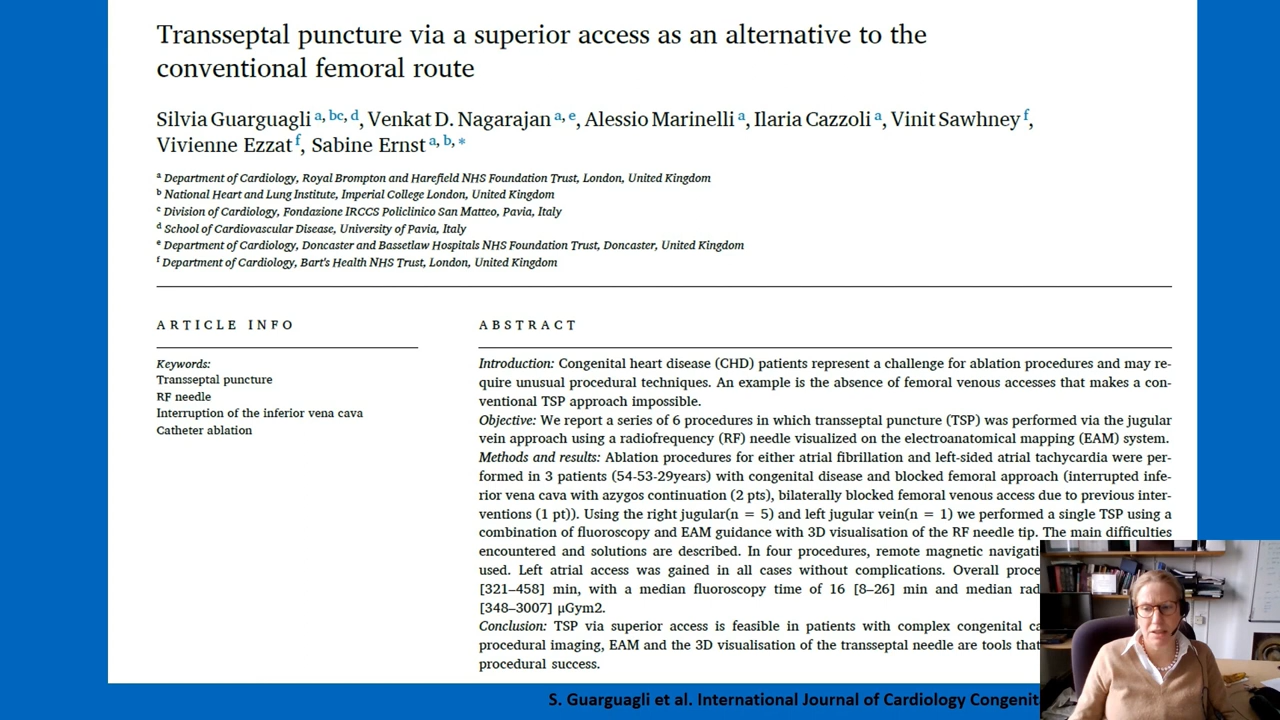 Transseptal puncture via a superior access as an alternative to the
conventional femoral route
Silvia Guarguagli a, bc, d, Venkat D. Nagarajan a, e, Alessio Marinelli a, Ilaria Cazzoli a, Vinit Sawhney f,
Vivienne Ezzat f, Sabine Ernst a, b, *
a Department of Cardiology, Royal Brompton and Harefield NHS Foundation Trust, London, United Kingdom
b National Heart and Lung Institute, Imperial College London, United Kingdom
c Division of Cardiology, Fondazione IRCCS Policlinico San Matteo, Pavia, Italy
d School of Cardiovascular Disease, University of Pavia, Italy
e Department of Cardiology, Doncaster and Bassetlaw Hospitals NHS Foundation Trust, Doncaster, United Kingdom
f Department of Cardiology, Bart's Health NHS Trust, London, United Kingdom
ARTICLE INFO
Keywords:
Transseptal puncture
RF needle
Interruption of the inferior vena cava
Catheter ablation
ABSTRACT
Introduction: Congenital heart disease (CHD) patients represent a challenge for ablation procedures and may re-
quire unusual procedural techniques. An example is the absence of femoral venous accesses that makes a con-
ventional TSP approach impossible.
Objective: We report a series of 6 procedures in which transseptal puncture (TSP) was performed via the jugular
vein approach using a radiofrequency (RF) needle visualized on the electroanatomical mapping (EAM) system.
Methods and results: Ablation procedures for either atrial fibrillation and left-sided atrial tachycardia were per-
formed in 3 patients (54-53-29years) with congenital disease and blocked femoral approach (interrupted infe-
rior vena cava with azygos continuation (2 pts), bilaterally blocked femoral venous access due to previous inter-
ventions (1 pt)). Using the right jugular(n = 5) and left jugular vein(n = 1) we performed a single TSP using a
combination of fluoroscopy and EAM guidance with 3D visualisation of the RF needle tip. The main difficulties
encountered and solutions are described. In four procedures, remote magnetic navigati
used. Left atrial access was gained in all cases without complications. Overall proce
[321–458] min, with a median fluoroscopy time of 16 [8–26] min and median rad
[348–3007] μGym2.
Conclusion: TSP via superior access is feasible in patients with complex congenital ca
procedural imaging, EAM and the 3D visualisation of the transseptal needle are tools that
procedural success.
S. Guarguagli et al. International Journal of Cardiology Congenit